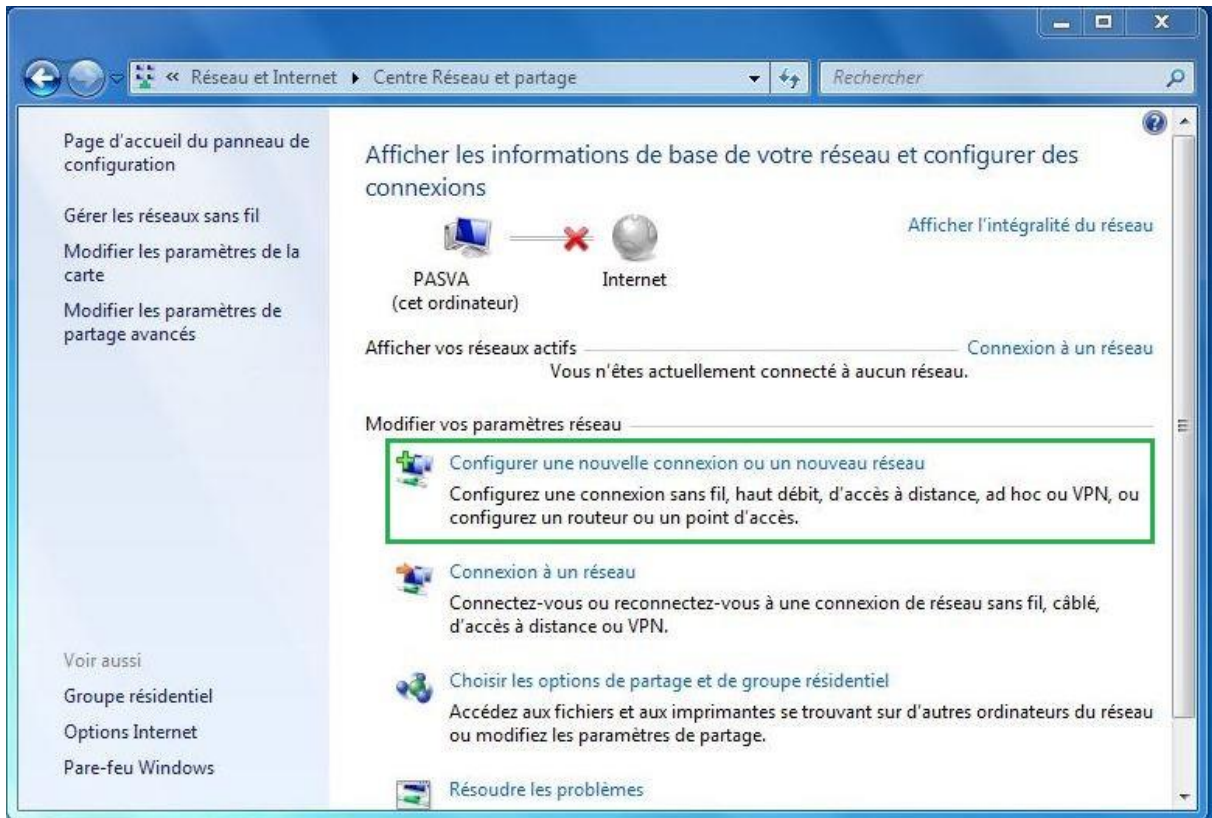 « Réseau et Internet ▸ Centre Réseau et partage
Rechercher
Page d'accueil du panneau de
configuration
Gérer les réseaux sans fil
Modifier les paramètres de la
carte
Modifier les paramètres de
partage avancés
Voir aussi
Groupe résidentiel
Options Internet
Pare-feu Windows
Afficher les informations de base de votre réseau et configurer des
connexions
Afficher l'intégralité du réseau
PASVA
(cet ordinateur)
Internet
Afficher vos réseaux actifs
Connexion à un réseau
Vous n'êtes actuellement connecté à aucun réseau.
Modifier vos paramètres réseau
Configurer une nouvelle connexion ou un nouveau réseau
Configurez une connexion sans fil, haut débit, d'accès à distance, ad hoc ou VPN, ou
configurez un routeur ou un point d'accès.
Connexion à un réseau
Connectez-vous ou reconnectez-vous à une connexion de réseau sans fil, câblé,
d'accès à distance ou VPN.
Choisir les options de partage et de groupe résidentiel
Accédez aux fichiers et aux imprimantes se trouvant sur d'autres ordinateurs du réseau
ou modifiez les paramètres de partage.
Résoudre les problèmes